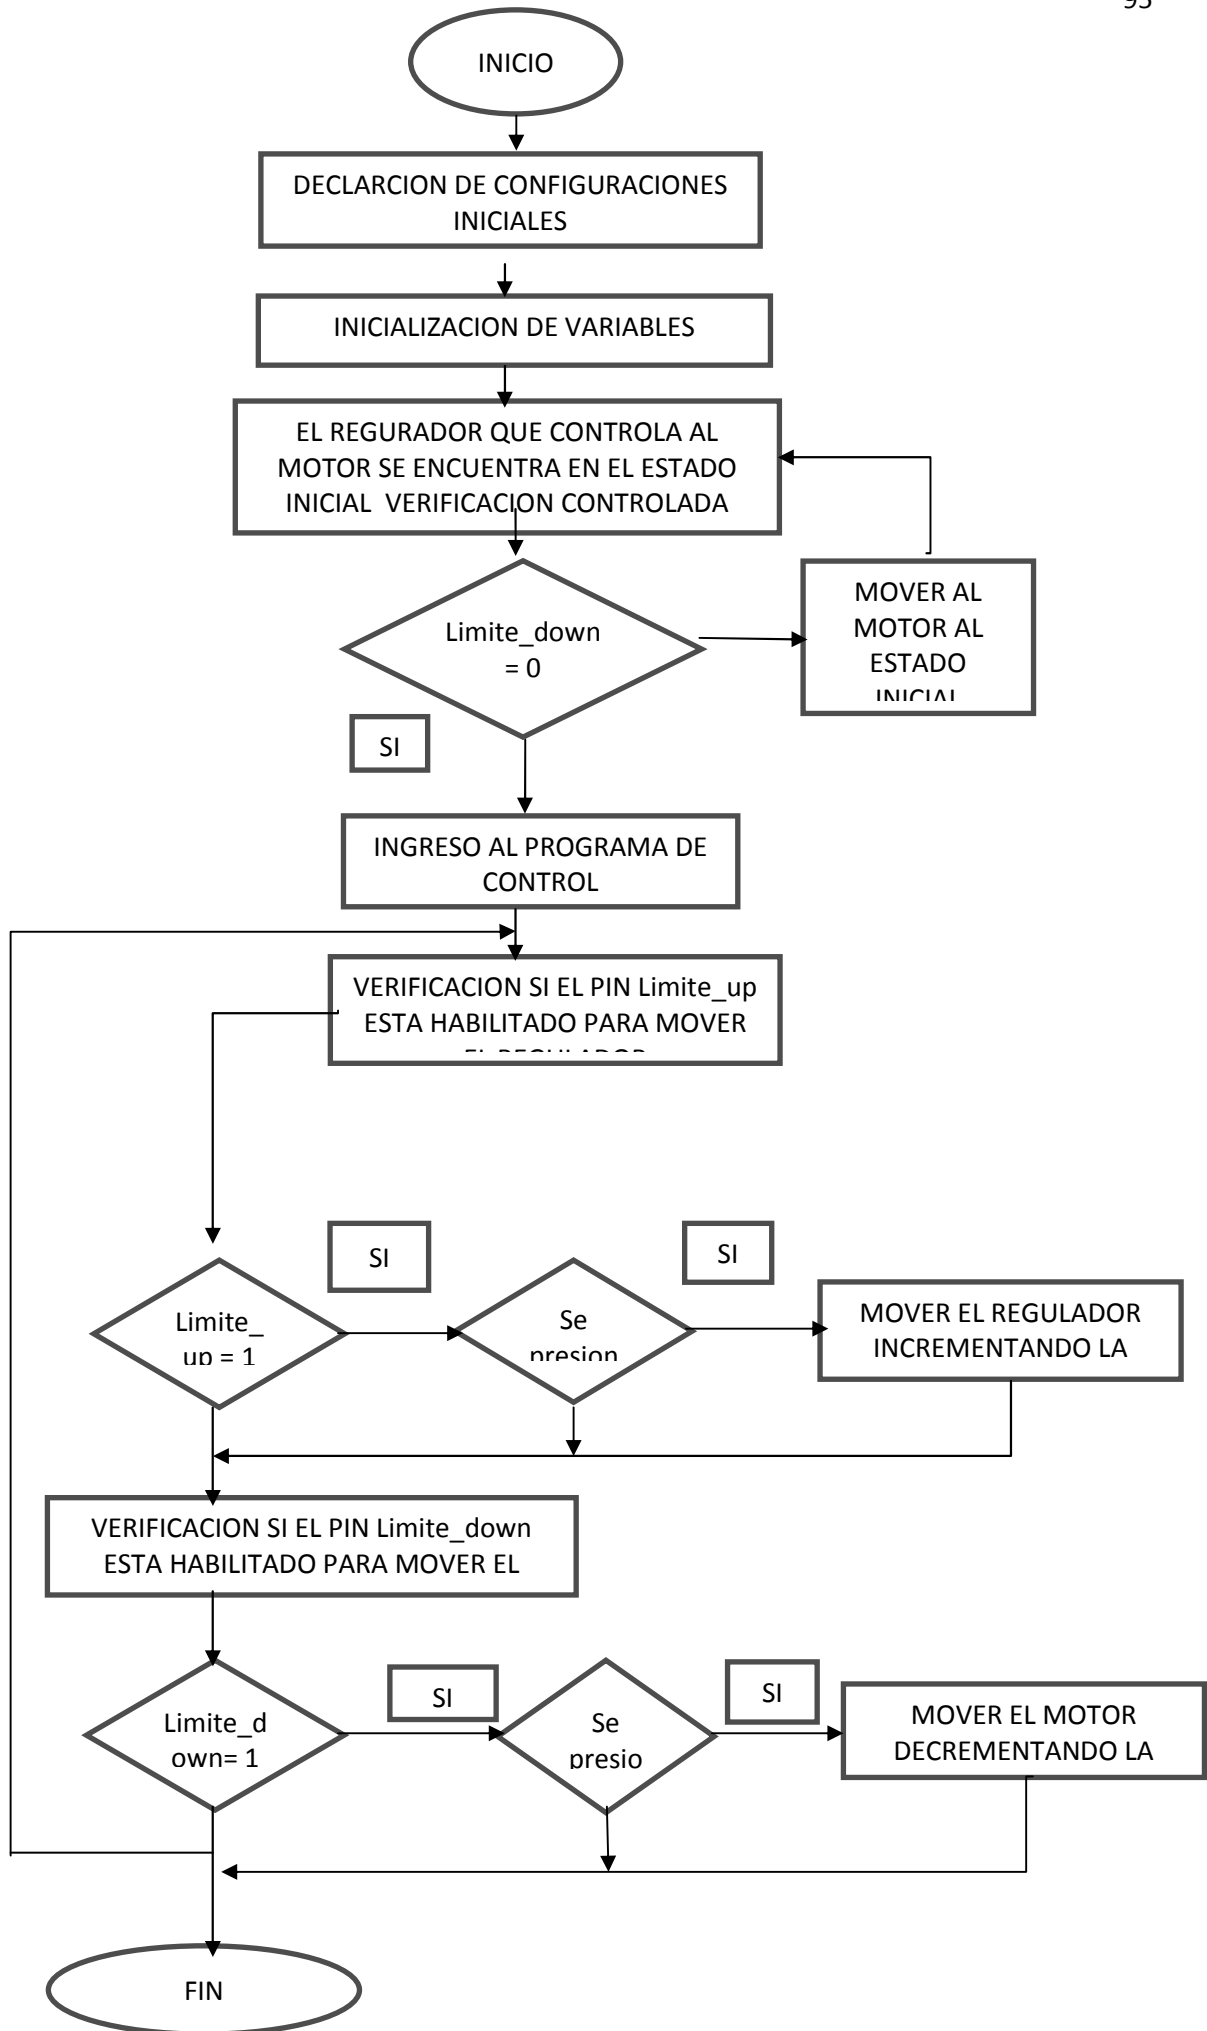 95
INICIO
DECLARCION DE CONFIGURACIONES
INICIALES
INICIALIZACION DE VARIABLES
EL REGURADOR QUE CONTROLA AL
MOTOR SE ENCUENTRA EN EL ESTADO
INICIAL VERIFICACION CONTROLADA
MOVER AL
MOTOR AL
ESTADO
INICIAL
Limite_down
= 0
SI
INGRESO AL PROGRAMA DE
CONTROL
VERIFICACION SI EL PIN Limite_up
ESTA HABILITADO PARA MOVER
EL REGULADOR
SI
SI
Limite_
up = 1
Se
presion
MOVER EL REGULADOR
INCREMENTANDO LA
VERIFICACION SI EL PIN Limite_down
ESTA HABILITADO PARA MOVER EL
SI
SI
Limite_d
own= 1
Se
presio
MOVER EL MOTOR
DECREMENTANDO LA
FIN